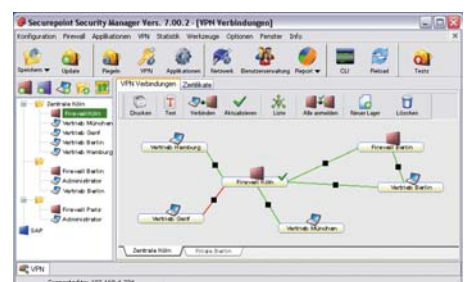 Securepoint Security Manager Vers. 7.00.2 - [VPN Verbindungen]
Konfiguration Firewall Applikationen VPN Statistik Werkzeuge Optionen Fenster Info
Speichern Update Regeln VPN Applikationen Netzwerk Benutzerverwaltung Report CLI Reload Tests
VPN Verbindungen Zertifikate
Drucken Text Verbinden Aktualisieren Liste Alle anmelden Neuer Layer Löschen
Zentrale Köln
Firewall Köln
Vertrieb München
Vertrieb Genf
Vertrieb Berlin
Vertrieb Hamburg
Firewall Berlin
Administrator
Vertrieb Berlin
Firewall Paris
Administrator
SAP
Vertrieb Hamburg
Firewall Berlin
Firewall Köln
Vertrieb Berlin
Vertrieb Genf
Vertrieb München
Zentrale Köln
Filiale Berlin
VPN